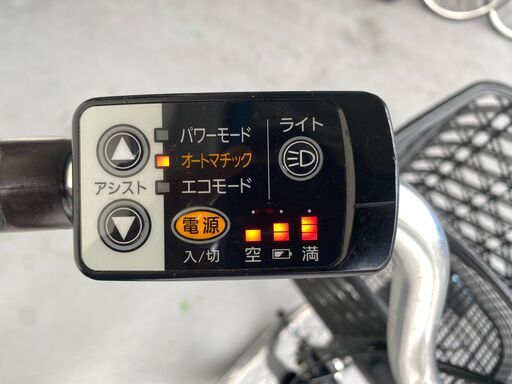 パワーモード
ライト
オートマチック
アシスト
エコモード
電源
入/切
空
満